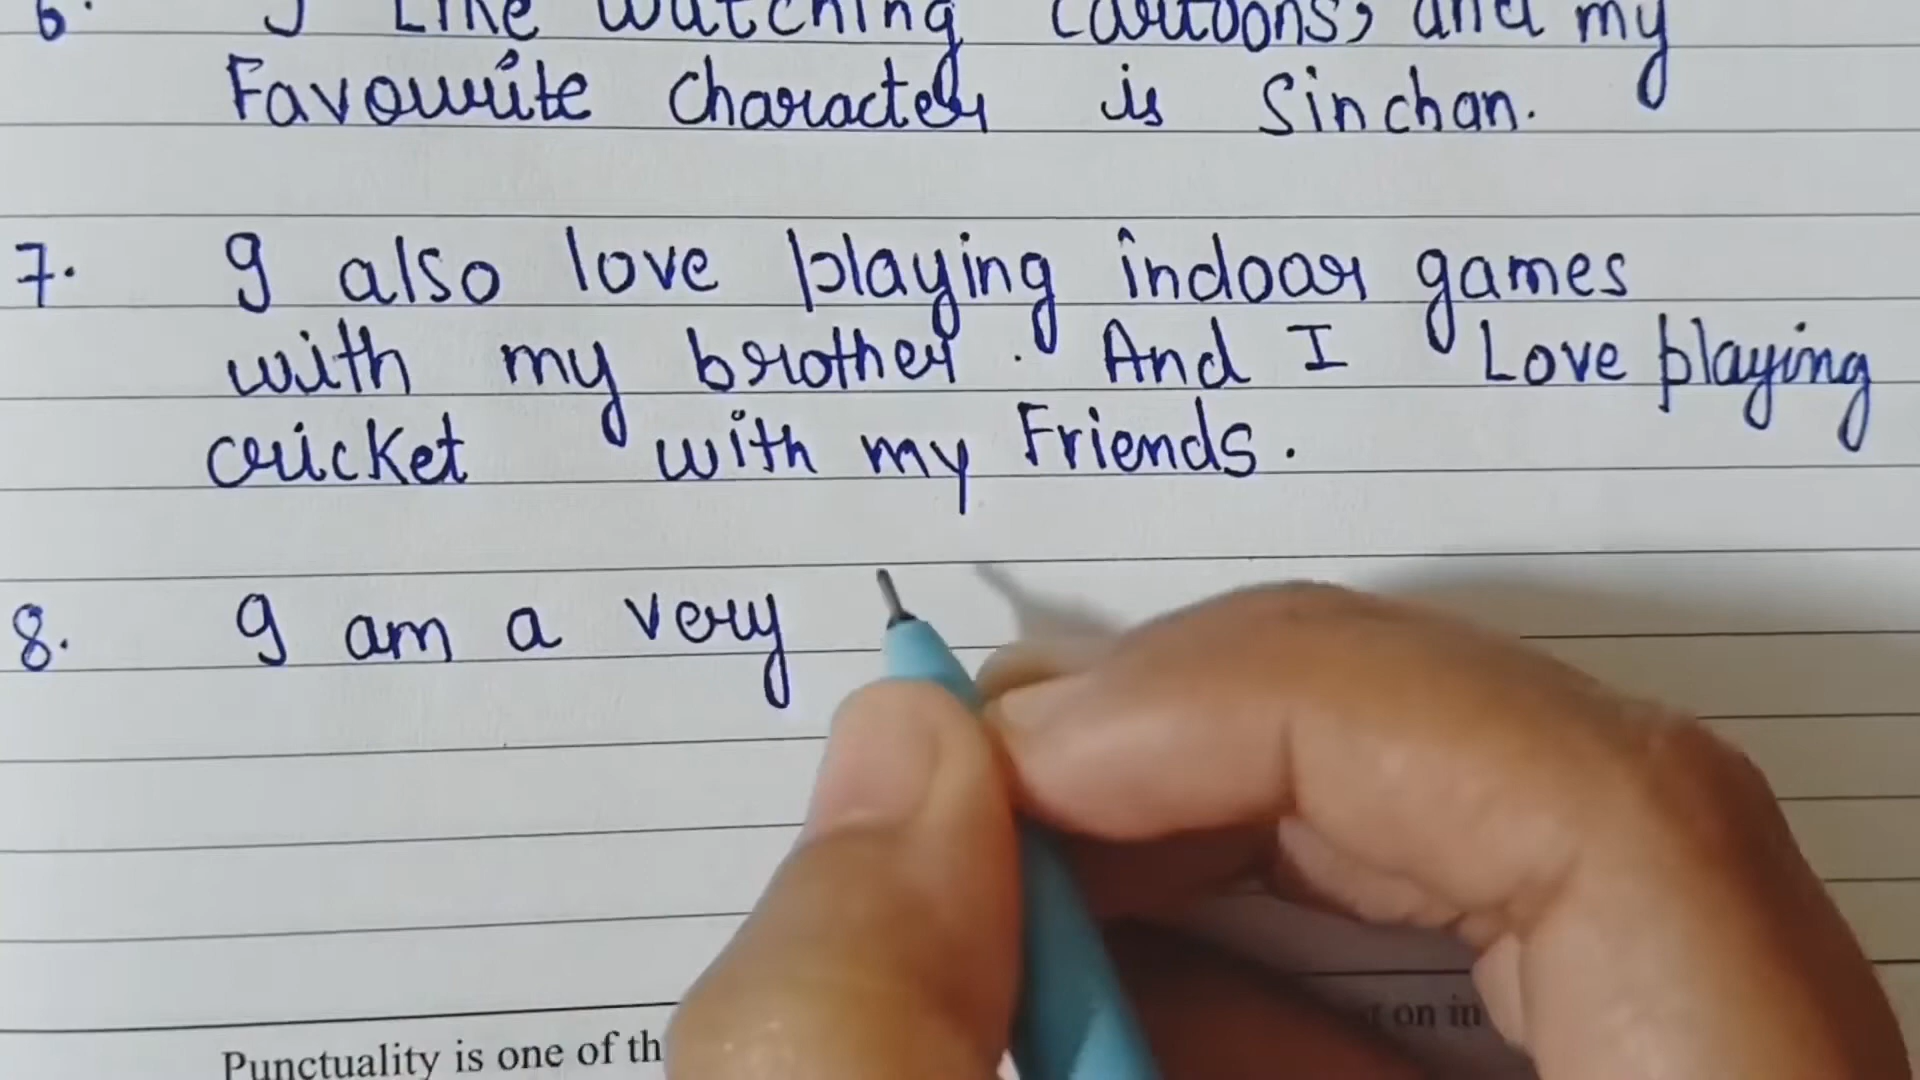 6. I Like watching cartoons, and my
Favourite character is Sinchan.
7. I also love playing indoor games
with my brother. And I Love playing
cricket with my Friends.
8. I am a very
Punctuality is one of th
on in